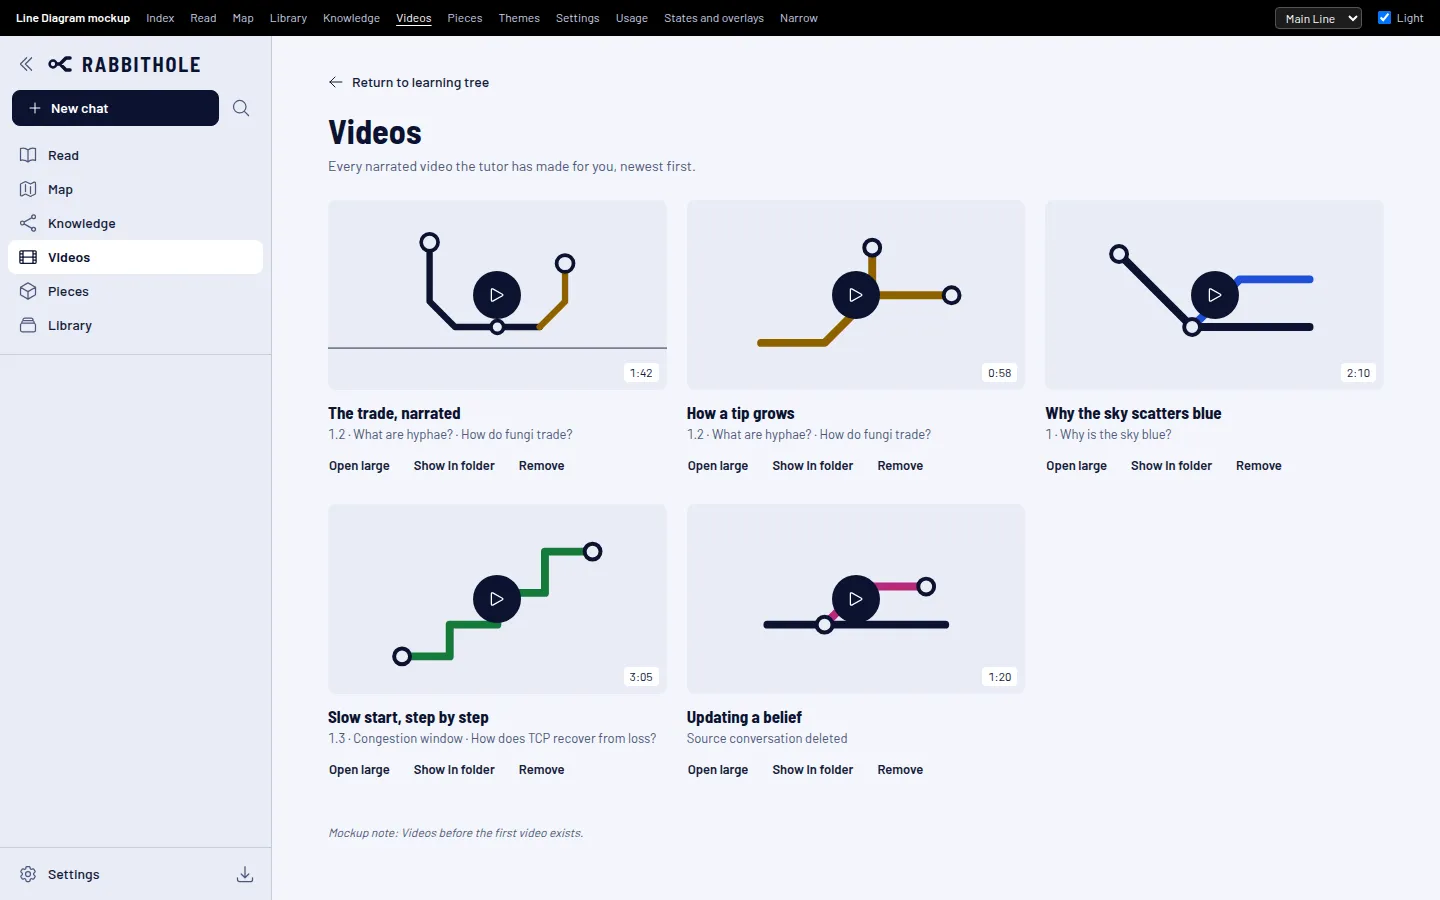 Line Diagram mockup Index Read Map Library Knowledge Videos Pieces Themes Settings Usage States and overlays Narrow Main Line Light
RABBITHOLE
New chat
Read
Map
Knowledge
Videos
Pieces
Library
Settings
Return to learning tree
Videos
Every narrated video the tutor has made for you, newest first.
1:42
The trade, narrated
1.2 · What are hyphae? · How do fungi trade?
Open large Show in folder Remove
0:58
How a tip grows
1.2 · What are hyphae? · How do fungi trade?
Open large Show in folder Remove
2:10
Why the sky scatters blue
1 · Why is the sky blue?
Open large Show in folder Remove
3:05
Slow start, step by step
1.3 · Congestion window · How does TCP recover from loss?
Open large Show in folder Remove
1:20
Updating a belief
Source conversation deleted
Open large Show in folder Remove
Mockup note: Videos before the first video exists.